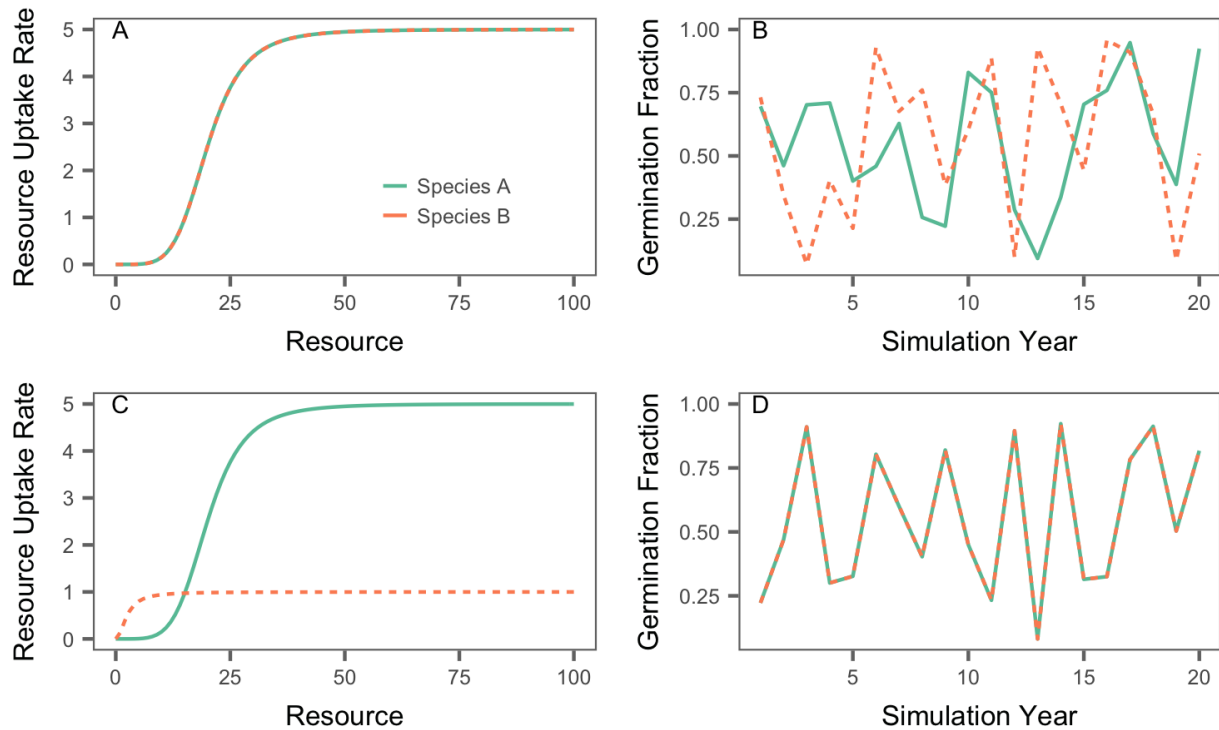 A
Resource Uptake Rate
5
4
3
2
1
0
Species A
Species B
0 25 50 75 100
Resource
B
Germination Fraction
1.00
0.75
0.50
0.25
5 10 15 20
Simulation Year
C
Resource Uptake Rate
5
4
3
2
1
0
0 25 50 75 100
Resource
D
Germination Fraction
1.00
0.75
0.50
0.25
5 10 15 20
Simulation Year